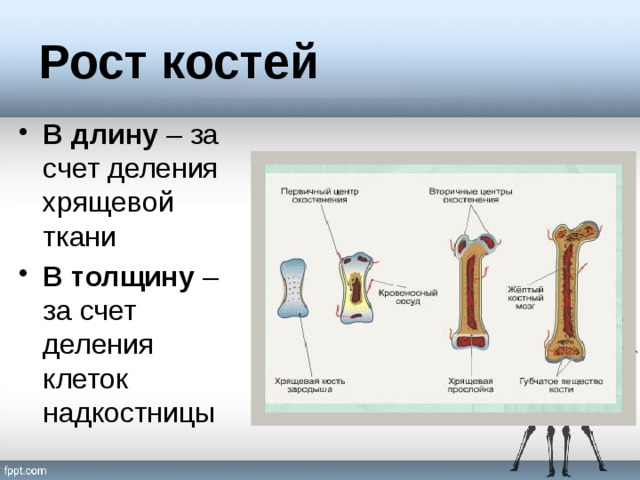 Рост костей
• В длину – за
счет деления
хрящевой
ткани
• В толщину –
за счет
деления
клеток
надкостницы
Первичный центр
окостенения
Вторичные центры
окостенения
Кровеносный
сосуд
Жёлтый
костный
мозг
Хрящевая кость
зародыша
Хрящевая
прослойка
Губчатое вещество
кости
fppt.com